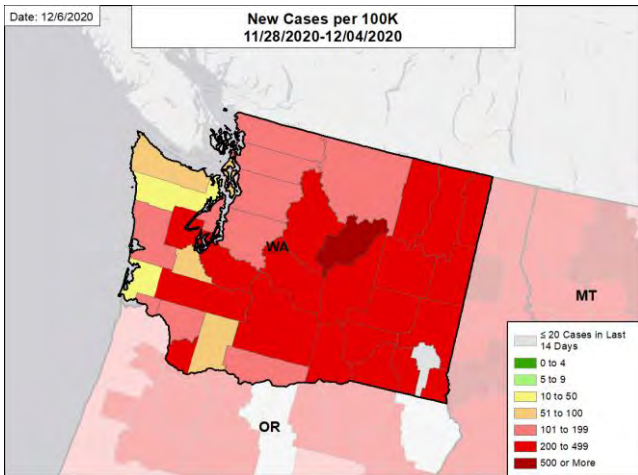 Date: 12/6/2020
New Cases per 100K
11/28/2020-12/04/2020
WA
MT
OR
≤ 20 Cases in Last
14 Days
0 to 4
5 to 9
10 to 50
51 to 100
101 to 199
200 to 499
500 or More